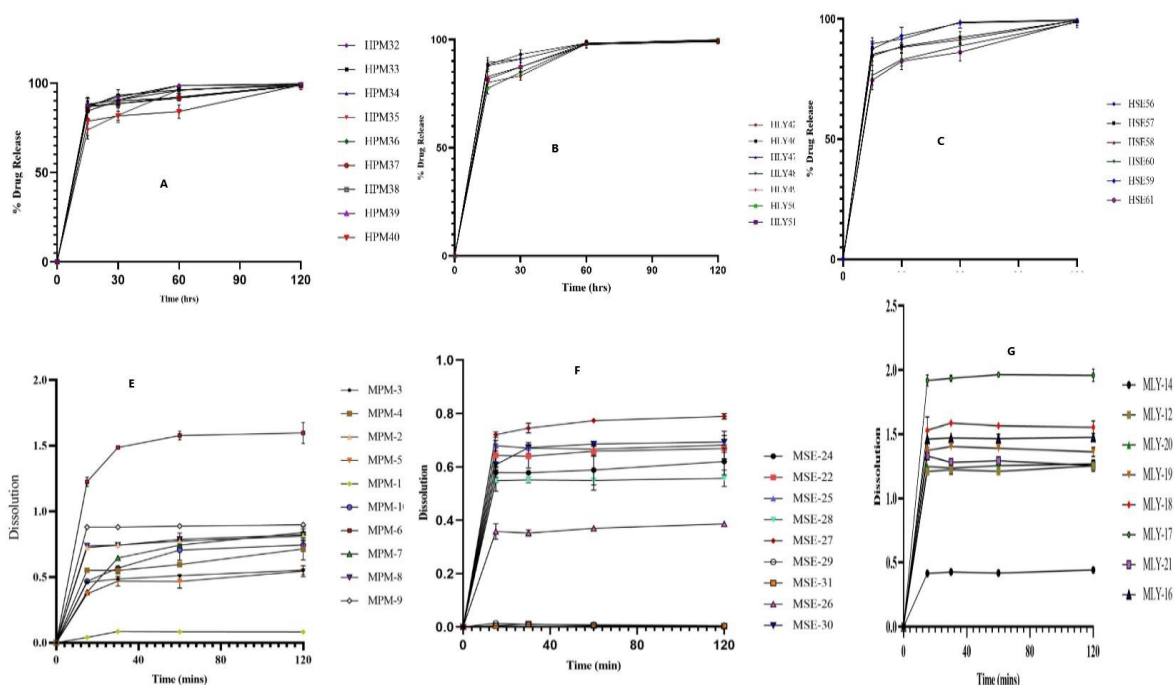 A
% Drug Release
100
50
0
0 30 60 90 120
Time (hrs)
HPM32
HPM33
HPM34
HPM35
HPM36
HPM37
HPM38
HPM39
HPM40
B
% Drug Release
100
50
0
0 30 60 90 120
Time (hrs)
HLY47
HLY48
HLY50
HLY51
C
% Drug Release
100
50
0
0
HSE56
HSE57
HSE58
HSE60
HSE59
HSE61
E
Dissolution
2.0
1.5
1.0
0.5
0.0
0 40 80 120
Time (mins)
MPM-3
MPM-4
MPM-2
MPM-5
MPM-1
MPM-10
MPM-6
MPM-7
MPM-8
MPM-9
F
Dissolution
1.0
0.8
0.6
0.4
0.2
0.0
0 40 80 120
Time (min)
MSE-24
MSE-22
MSE-25
MSE-28
MSE-27
MSE-29
MSE-31
MSE-26
MSE-30
G
Dissolution
2.5
2.0
1.5
1.0
0.5
0.0
0 40 80 120
Time (min)
MLY-14
MLY-12
MLY-20
MLY-19
MLY-18
MLY-17
MLY-21
MLY-16